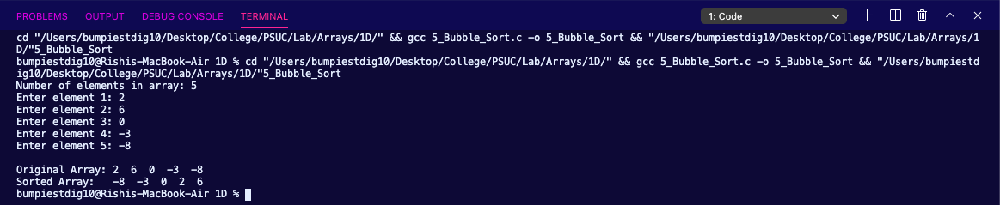 PROBLEMS OUTPUT DEBUG CONSOLE TERMINAL 1: Code
cd "/Users/bumpiestdig10/Desktop/College/PSUC/Lab/Arrays/1D/" && gcc 5_Bubble_Sort.c -o 5_Bubble_Sort && "/Users/bumpiestdig10/Desktop/College/PSUC/Lab/Arrays/1
D/"5_Bubble_Sort
bumpiestdig10@Rishis-MacBook-Air 1D % cd "/Users/bumpiestdig10/Desktop/College/PSUC/Lab/Arrays/1D/" && gcc 5_Bubble_Sort.c -o 5_Bubble_Sort && "/Users/bumpiestd
ig10/Desktop/College/PSUC/Lab/Arrays/1D/"5_Bubble_Sort
Number of elements in array: 5
Enter element 1: 2
Enter element 2: 6
Enter element 3: 0
Enter element 4: -3
Enter element 5: -8
Original Array: 2  6  0  -3  -8
Sorted Array:   -8  -3  0  2  6
bumpiestdig10@Rishis-MacBook-Air 1D %